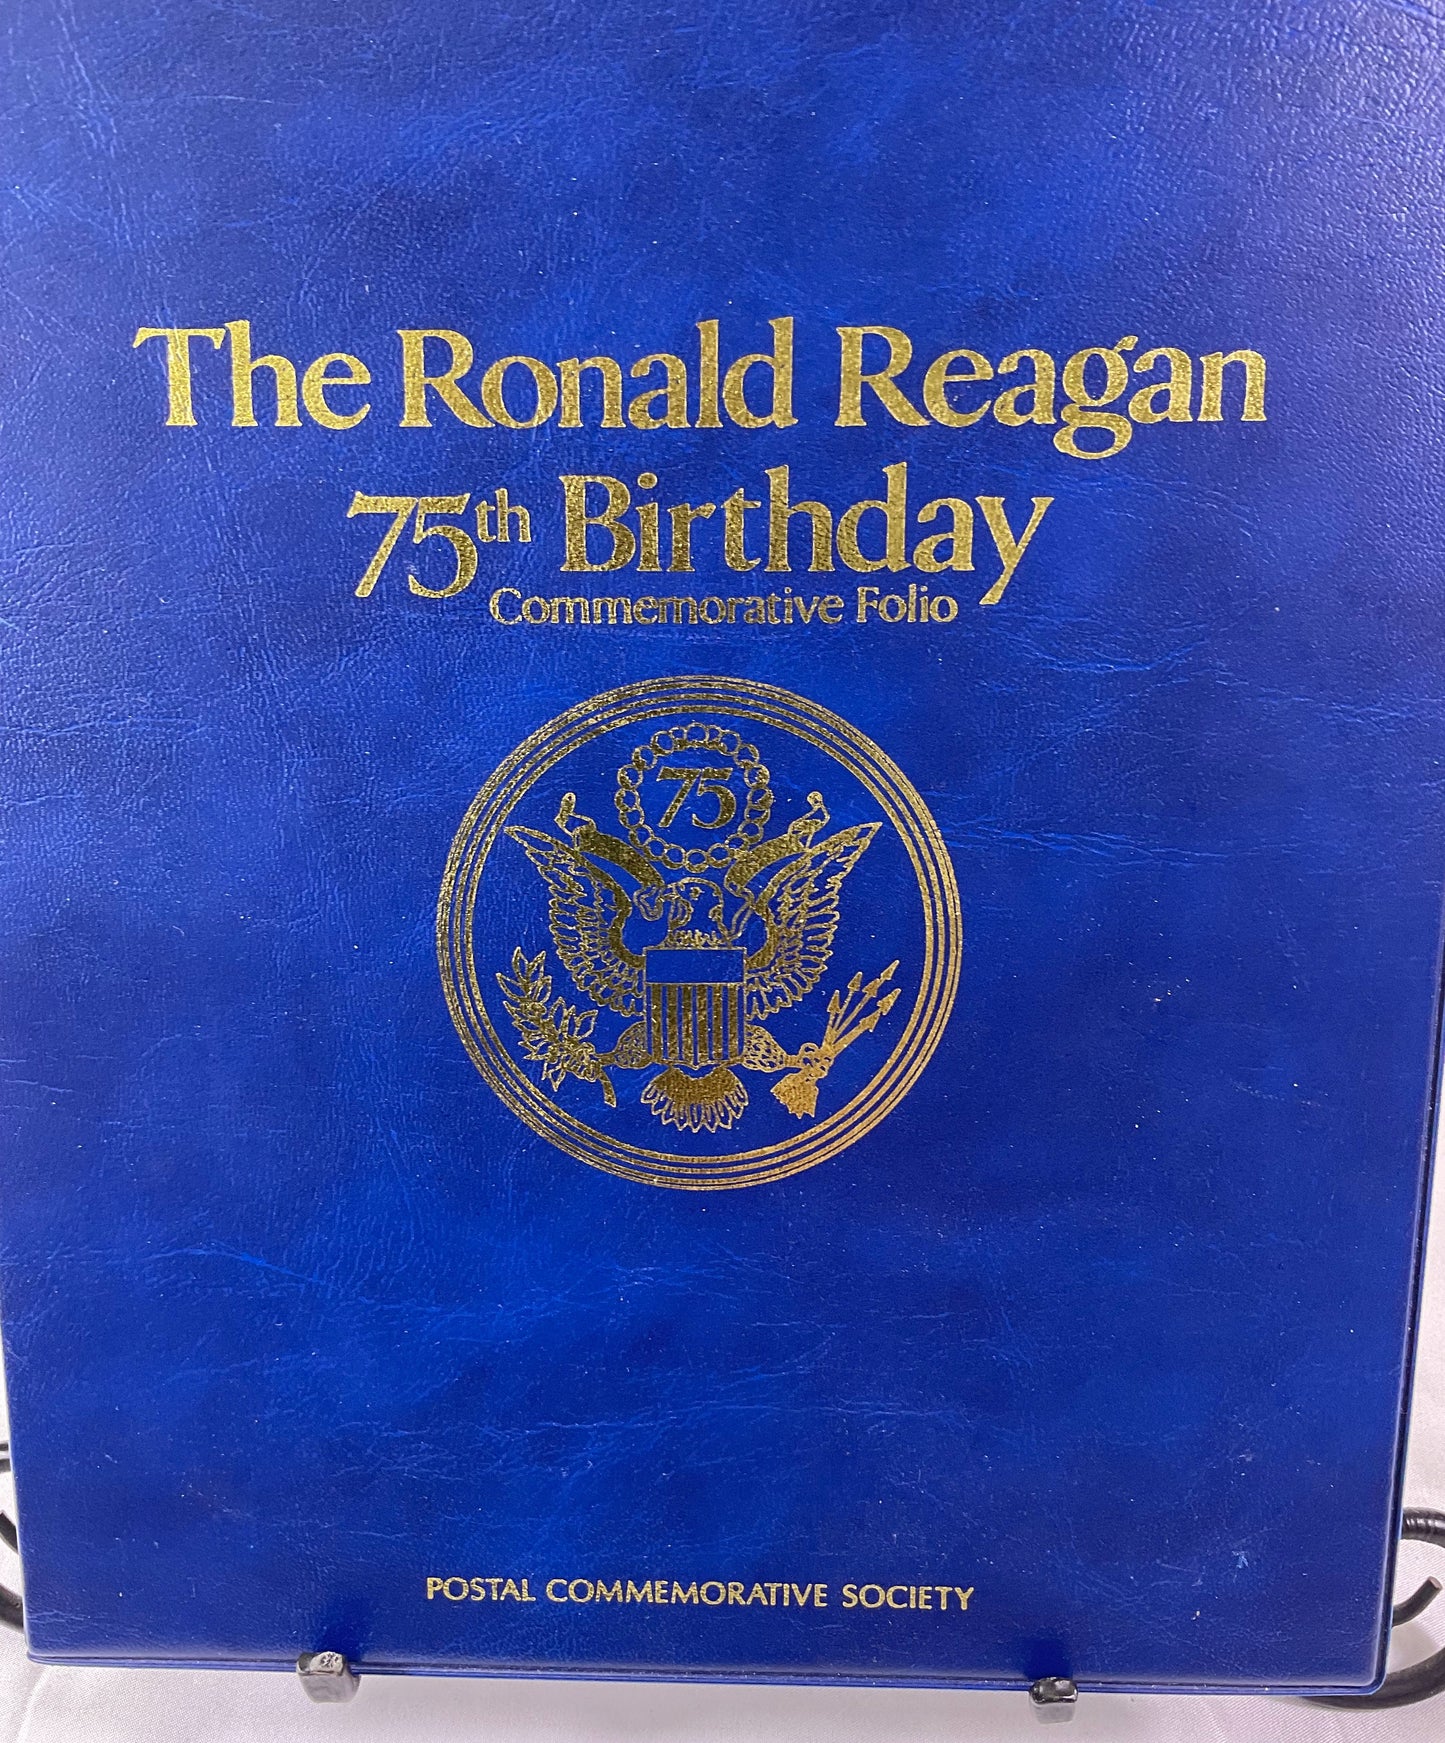 The Ronald Reagan
75th Birthday
Commemorative Folio
75
POSTAL COMMEMORATIVE SOCIETY